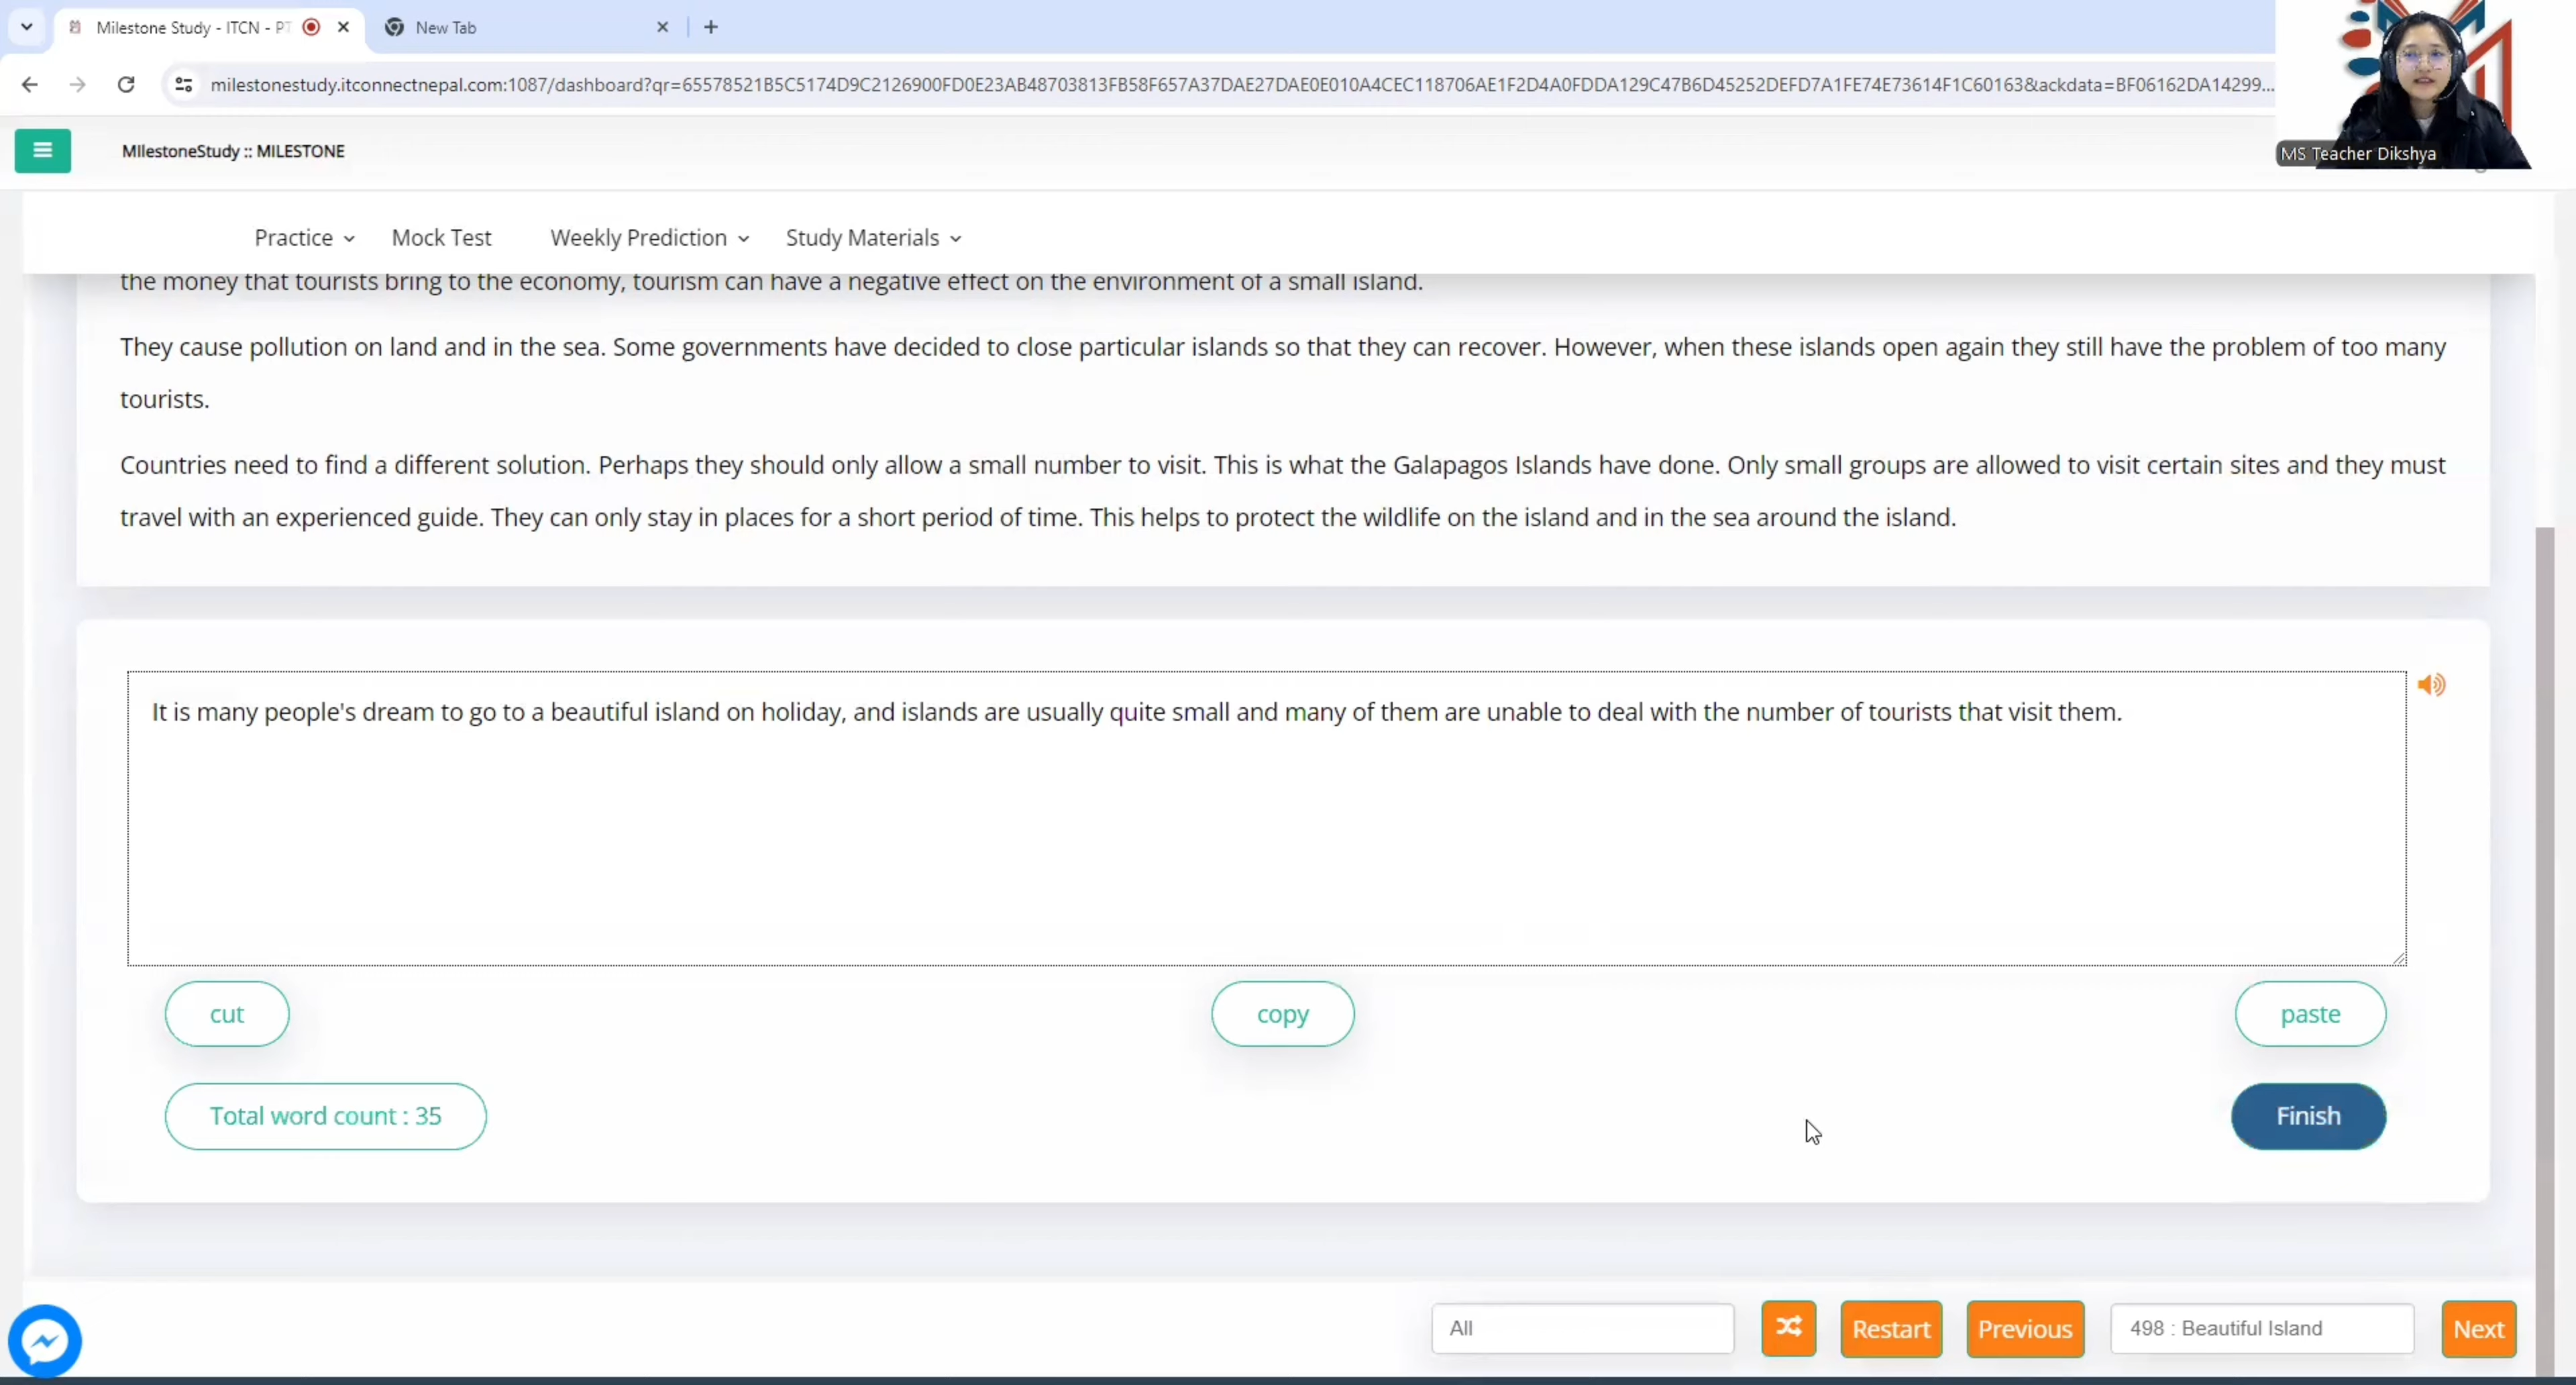 Milestone Study - ITCN - PT
New Tab
milestonestudy.itconnectnepal.com:1087/dashboard?qr=65578521B5C5174D9C2126900FD0E23AB48703813FB58F657A37DAE27DAE0E010A4CEC118706AE1F2D4A0FDDA129C47B6D45252DEFD7A1FE74E73614F1C60163&ackdata=BF06162DA14299...
MIlestoneStudy :: MILESTONE
MS Teacher Dikshya
Practice
Mock Test
Weekly Prediction
Study Materials
the money that tourists bring to the economy, tourism can have a negative effect on the environment of a small island.
They cause pollution on land and in the sea. Some governments have decided to close particular islands so that they can recover. However, when these islands open again they still have the problem of too many
tourists.
Countries need to find a different solution. Perhaps they should only allow a small number to visit. This is what the Galapagos Islands have done. Only small groups are allowed to visit certain sites and they must
travel with an experienced guide. They can only stay in places for a short period of time. This helps to protect the wildlife on the island and in the sea around the island.
It is many people's dream to go to a beautiful island on holiday, and islands are usually quite small and many of them are unable to deal with the number of tourists that visit them.
cut
copy
paste
Total word count : 35
Finish
All
Restart
Previous
498 : Beautiful Island
Next